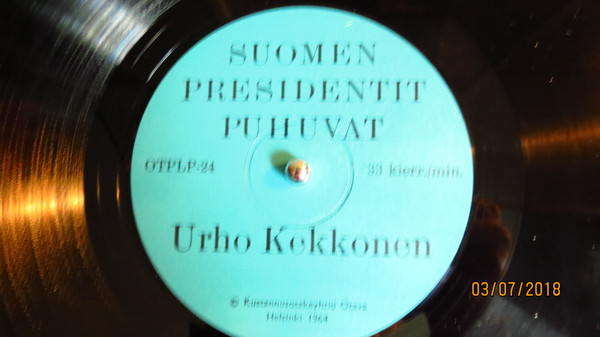 SUOMEN
PRESIDENTIT
PUHUVAT
OTPLP-24
33 kierr./min.
Urho Kekkonen
© Kustannusosakeyhtiö Otava
Helsinki 1964
03/07/2018